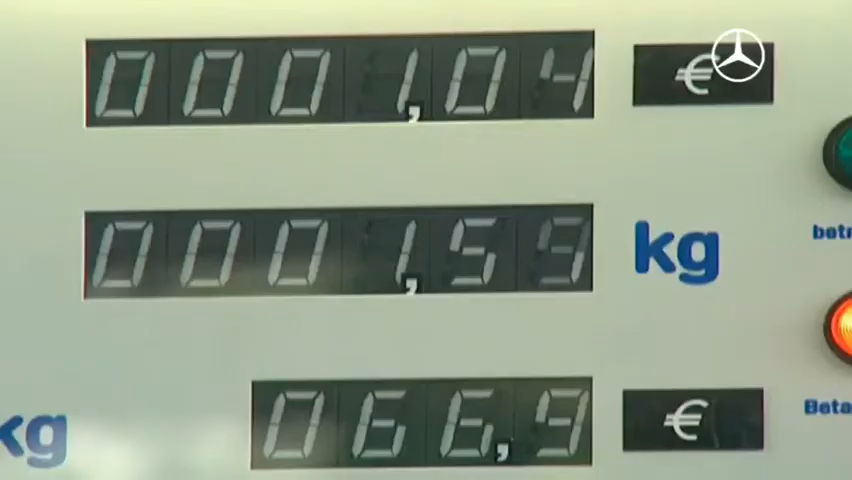 0001,04 €
0001,59 kg
betr
kg 066,9 €
Beta